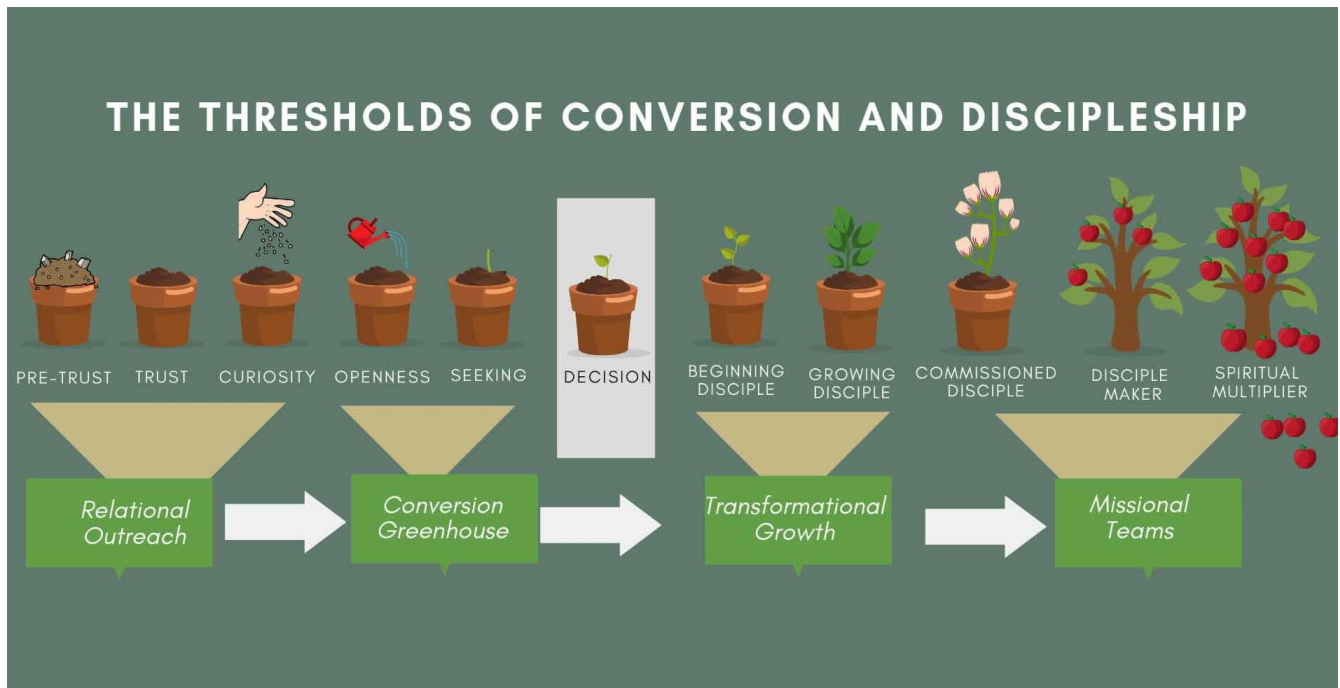 THE THRESHOLDS OF CONVERSION AND DISCIPLESHIP
PRE-TRUST
TRUST
CURIOSITY
OPENNESS
SEEKING
DECISION
BEGINNING
DISCIPLE
GROWING
DISCIPLE
COMMISSIONED
DISCIPLE
DISCIPLE
MAKER
SPIRITUAL
MULTIPLIER
Relational
Outreach
Conversion
Greenhouse
Transformational
Growth
Missional
Teams